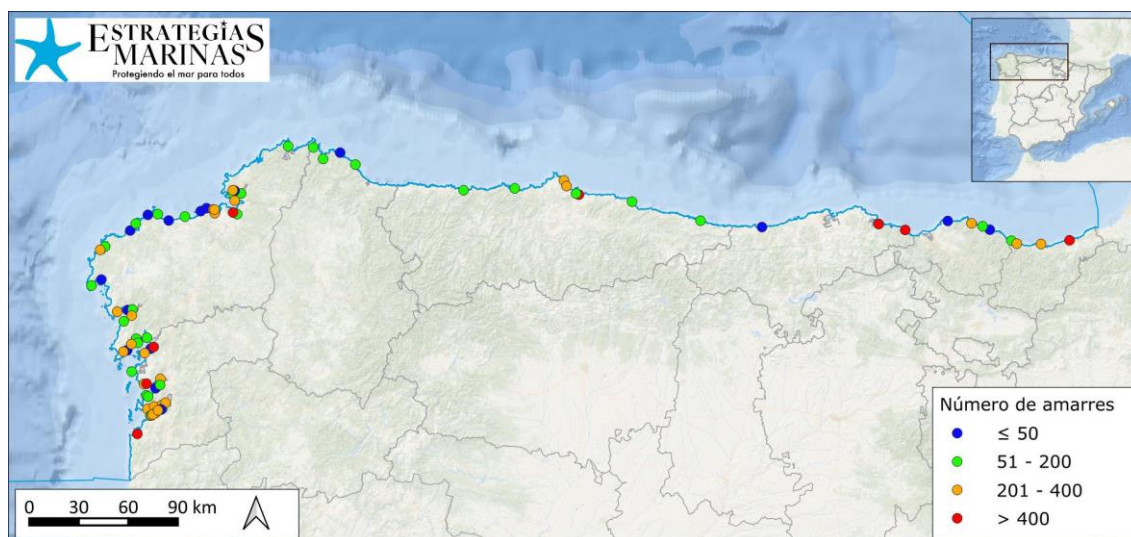 ESTRATEGIAS
MARINAS
Protegiendo el mar para todos
Número de amarres
≤ 50
51 - 200
201 - 400
> 400
0 30 60 90 km